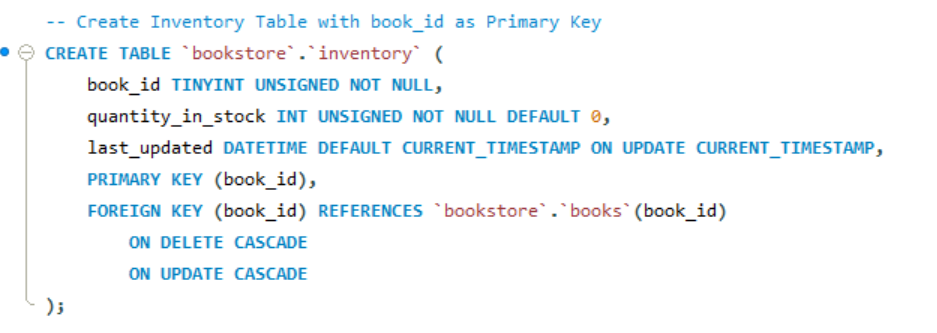 -- Create Inventory Table with book_id as Primary Key
CREATE TABLE `bookstore`.`inventory` (
book_id TINYINT UNSIGNED NOT NULL,
quantity_in_stock INT UNSIGNED NOT NULL DEFAULT 0,
last_updated DATETIME DEFAULT CURRENT_TIMESTAMP ON UPDATE CURRENT_TIMESTAMP,
PRIMARY KEY (book_id),
FOREIGN KEY (book_id) REFERENCES `bookstore`.`books`(book_id)
ON DELETE CASCADE
ON UPDATE CASCADE
);